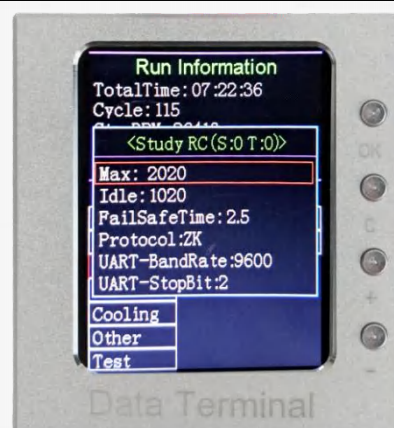 Run Information
TotalTime:07:22:36
Cycle:115
<Study RC(S:0 T:0)>
Max: 2020
Idle:1020
FailSafeTime:2.5
Protocol:ZK
UART-BandRate:9600
UART-StopBit:2
Cooling
Other
Test
OK
C
+
-
Data Terminal